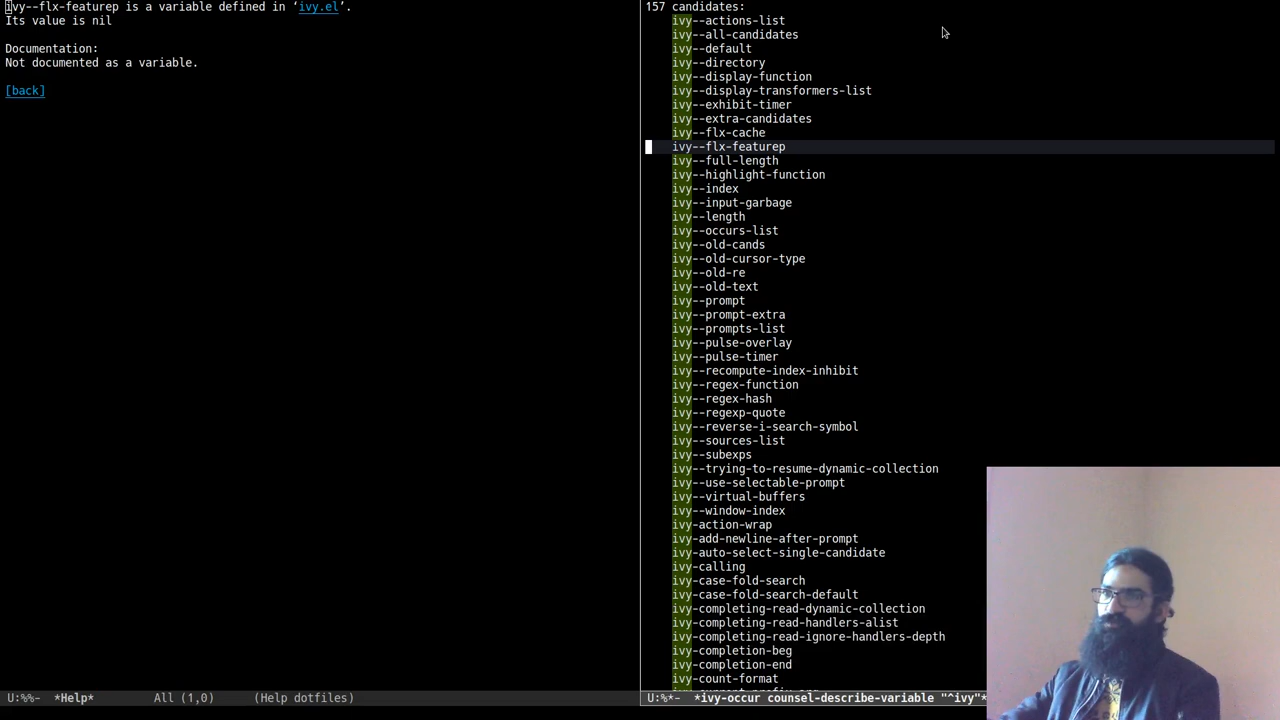 ivy--flx-featurep is a variable defined in ‘ivy.el’.
Its value is nil
Documentation:
Not documented as a variable.
[back]
U:%%-  *Help*         All (1,0)      (Help dotfiles)
157 candidates:
ivy--actions-list
ivy--all-candidates
ivy--default
ivy--directory
ivy--display-function
ivy--display-transformers-list
ivy--exhibit-timer
ivy--extra-candidates
ivy--flx-cache
ivy--flx-featurep
ivy--full-length
ivy--highlight-function
ivy--index
ivy--input-garbage
ivy--length
ivy--occurs-list
ivy--old-cands
ivy--old-cursor-type
ivy--old-re
ivy--old-text
ivy--prompt
ivy--prompt-extra
ivy--prompts-list
ivy--pulse-overlay
ivy--pulse-timer
ivy--recompute-index-inhibit
ivy--regex-function
ivy--regex-hash
ivy--regexp-quote
ivy--reverse-i-search-symbol
ivy--sources-list
ivy--subexps
ivy--trying-to-resume-dynamic-collection
ivy--use-selectable-prompt
ivy--virtual-buffers
ivy--window-index
ivy-action-wrap
ivy-add-newline-after-prompt
ivy-auto-select-single-candidate
ivy-calling
ivy-case-fold-search
ivy-case-fold-search-default
ivy-completing-read-dynamic-collection
ivy-completing-read-handlers-alist
ivy-completing-read-ignore-handlers-depth
ivy-completion-beg
ivy-completion-end
ivy-count-format
U:%*-  *ivy-occur counsel-describe-variable "^ivy"*